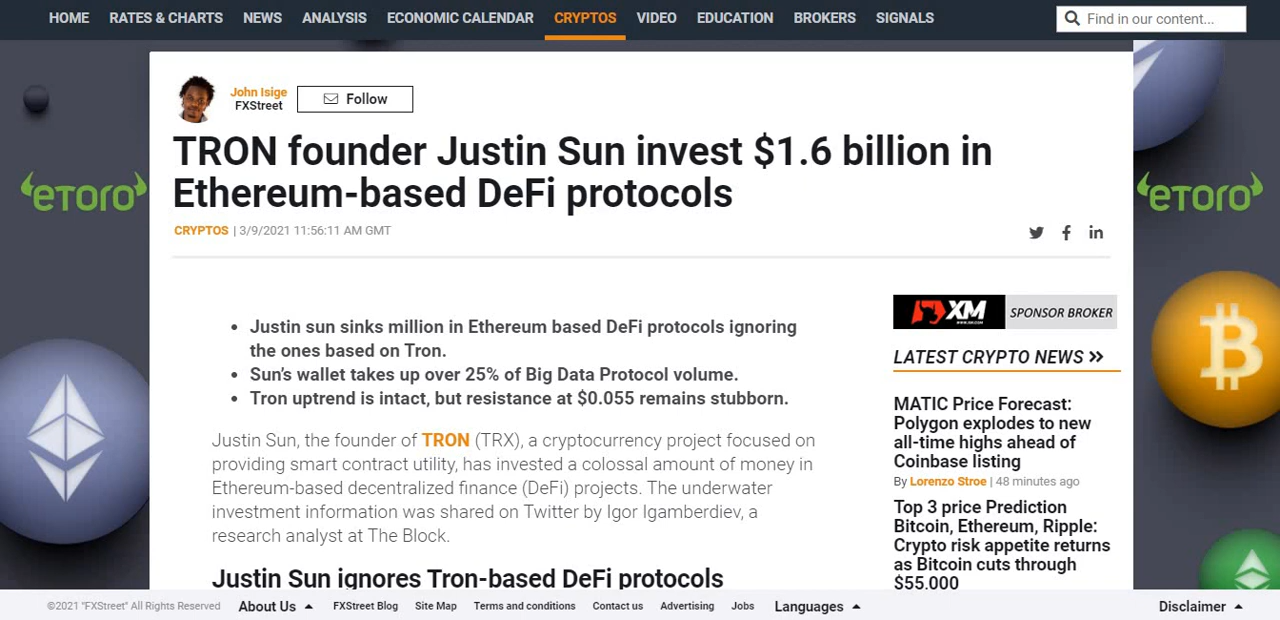 HOME RATES & CHARTS NEWS ANALYSIS ECONOMIC CALENDAR CRYPTOS VIDEO EDUCATION BROKERS SIGNALS Find in our content...
John Isige
FXStreet
Follow
TRON founder Justin Sun invest $1.6 billion in
Ethereum-based DeFi protocols
CRYPTOS | 3/9/2021 11:56:11 AM GMT
eToro
eToro
• Justin sun sinks million in Ethereum based DeFi protocols ignoring
the ones based on Tron.
• Sun's wallet takes up over 25% of Big Data Protocol volume.
• Tron uptrend is intact, but resistance at $0.055 remains stubborn.
Justin Sun, the founder of TRON (TRX), a cryptocurrency project focused on
providing smart contract utility, has invested a colossal amount of money in
Ethereum-based decentralized finance (DeFi) projects. The underwater
investment information was shared on Twitter by Igor Igamberdiev, a
research analyst at The Block.
Justin Sun ignores Tron-based DeFi protocols
XM SPONSOR BROKER
www.xm.com
LATEST CRYPTO NEWS »
MATIC Price Forecast:
Polygon explodes to new
all-time highs ahead of
Coinbase listing
By Lorenzo Stroe | 48 minutes ago
Top 3 price Prediction
Bitcoin, Ethereum, Ripple:
Crypto risk appetite returns
as Bitcoin cuts through
$55,000
©2021 "FXStreet" All Rights Reserved About Us FXStreet Blog Site Map Terms and conditions Contact us Advertising Jobs Languages Disclaimer